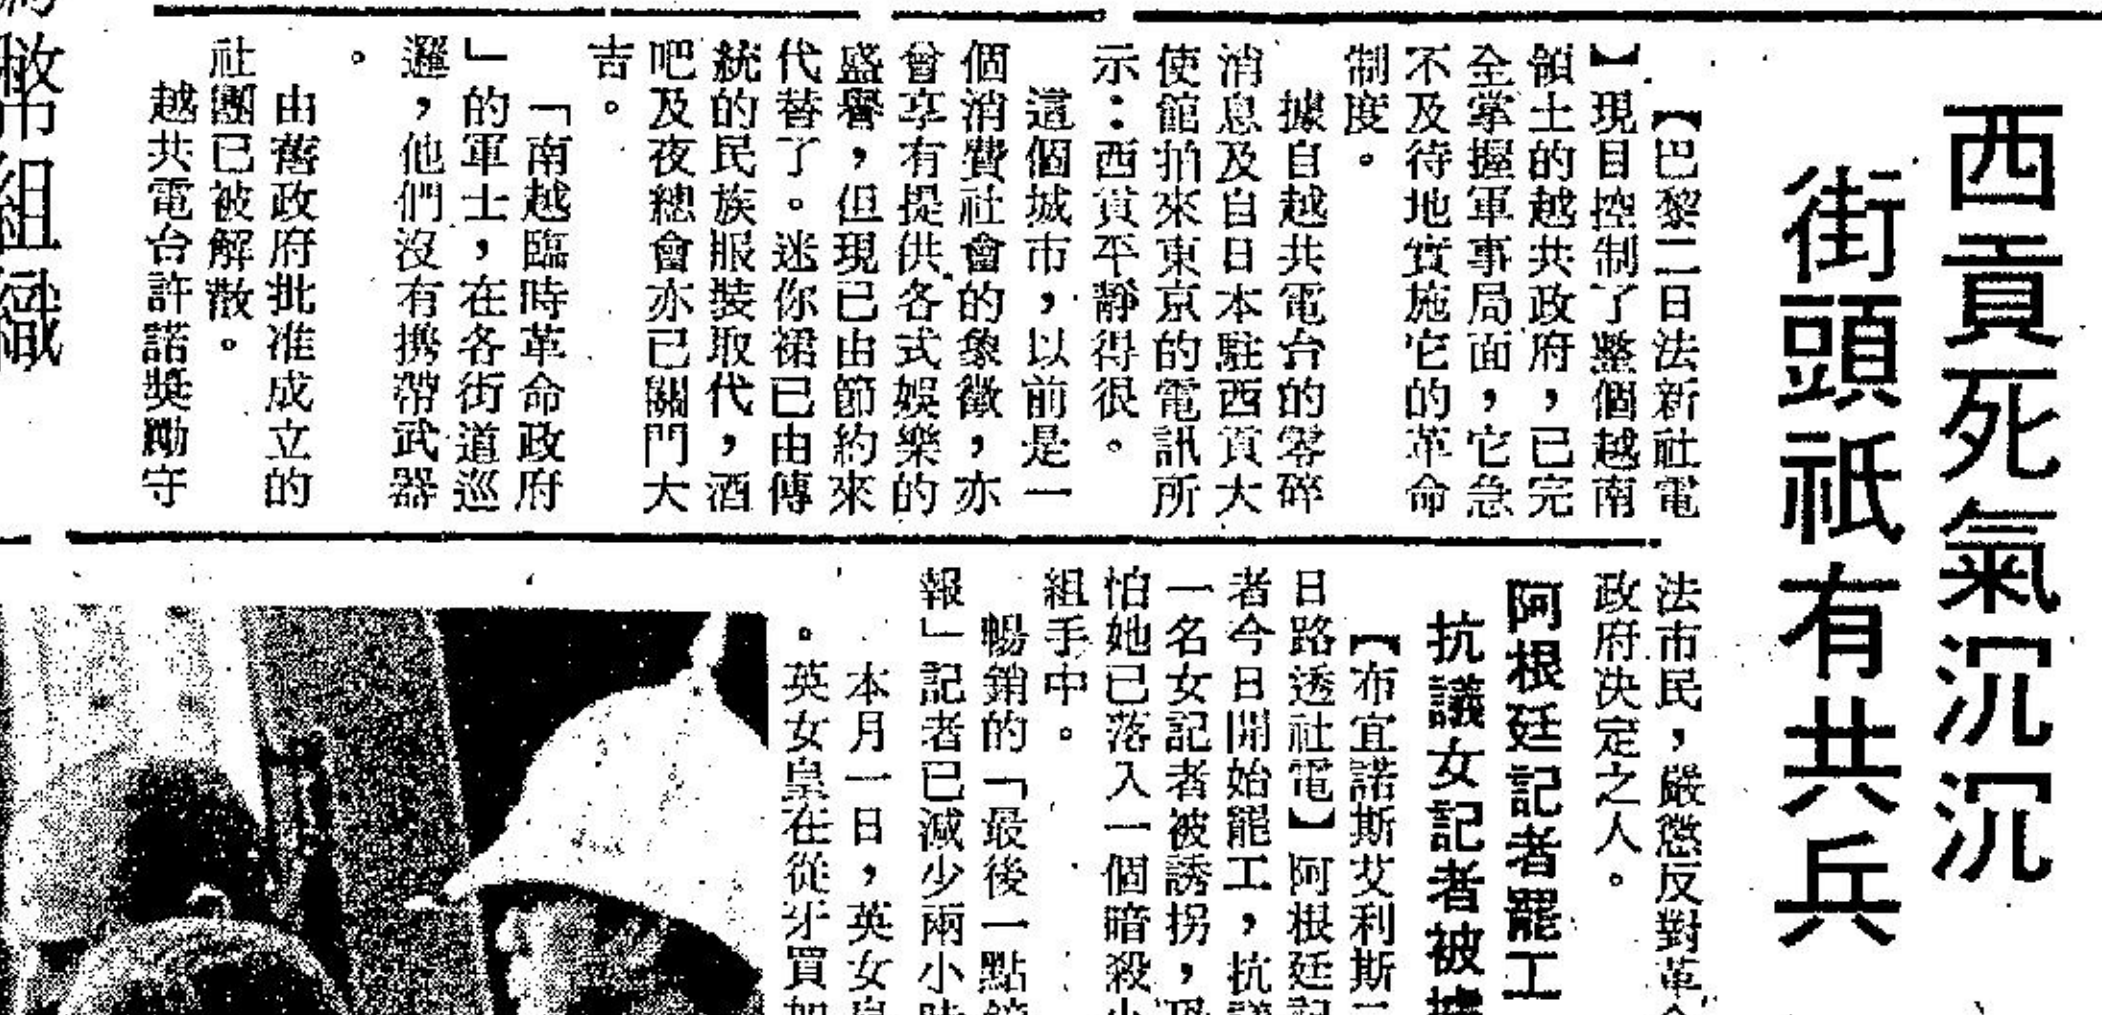 西貢死氣沉沉
街頭祇有共兵
【巴黎二日法新社電
】現目控制了整個越南
領土的越共政府，已完
全掌握軍事局面，它急
不及待地實施它的革命
制度。
據自越共電台的零碎
消息及自日本駐西貢大
使館拍來東京的電訊所
示：西貢平靜得很。
這個城市，以前是一
個消費社會的象徵，亦
曾享有提供各式娛樂的
盛譽，但現已由節約來
代替了。迷你裙已由傳
統的民族服裝取代，酒
吧及夜總會亦已關門大
吉。
「南越臨時革命政府
」的軍士，在各街道巡
邏，他們沒有携帶武器
。
由舊政府批准成立的
社團已被解散。
越共電台許諾獎勵守
法市民，嚴懲反對革
政府決定之人。
阿根廷記者罷工
抗議女記者被
【布宜諾斯艾利斯
日路透社電】阿根廷
者今日開始罷工，抗
一名女記者被誘拐，
怕她已落入一個暗殺
組手中。
暢銷的「最後一點
報」記者已減少兩小
本月一日，英女
。英女皇在從牙買
幣組織